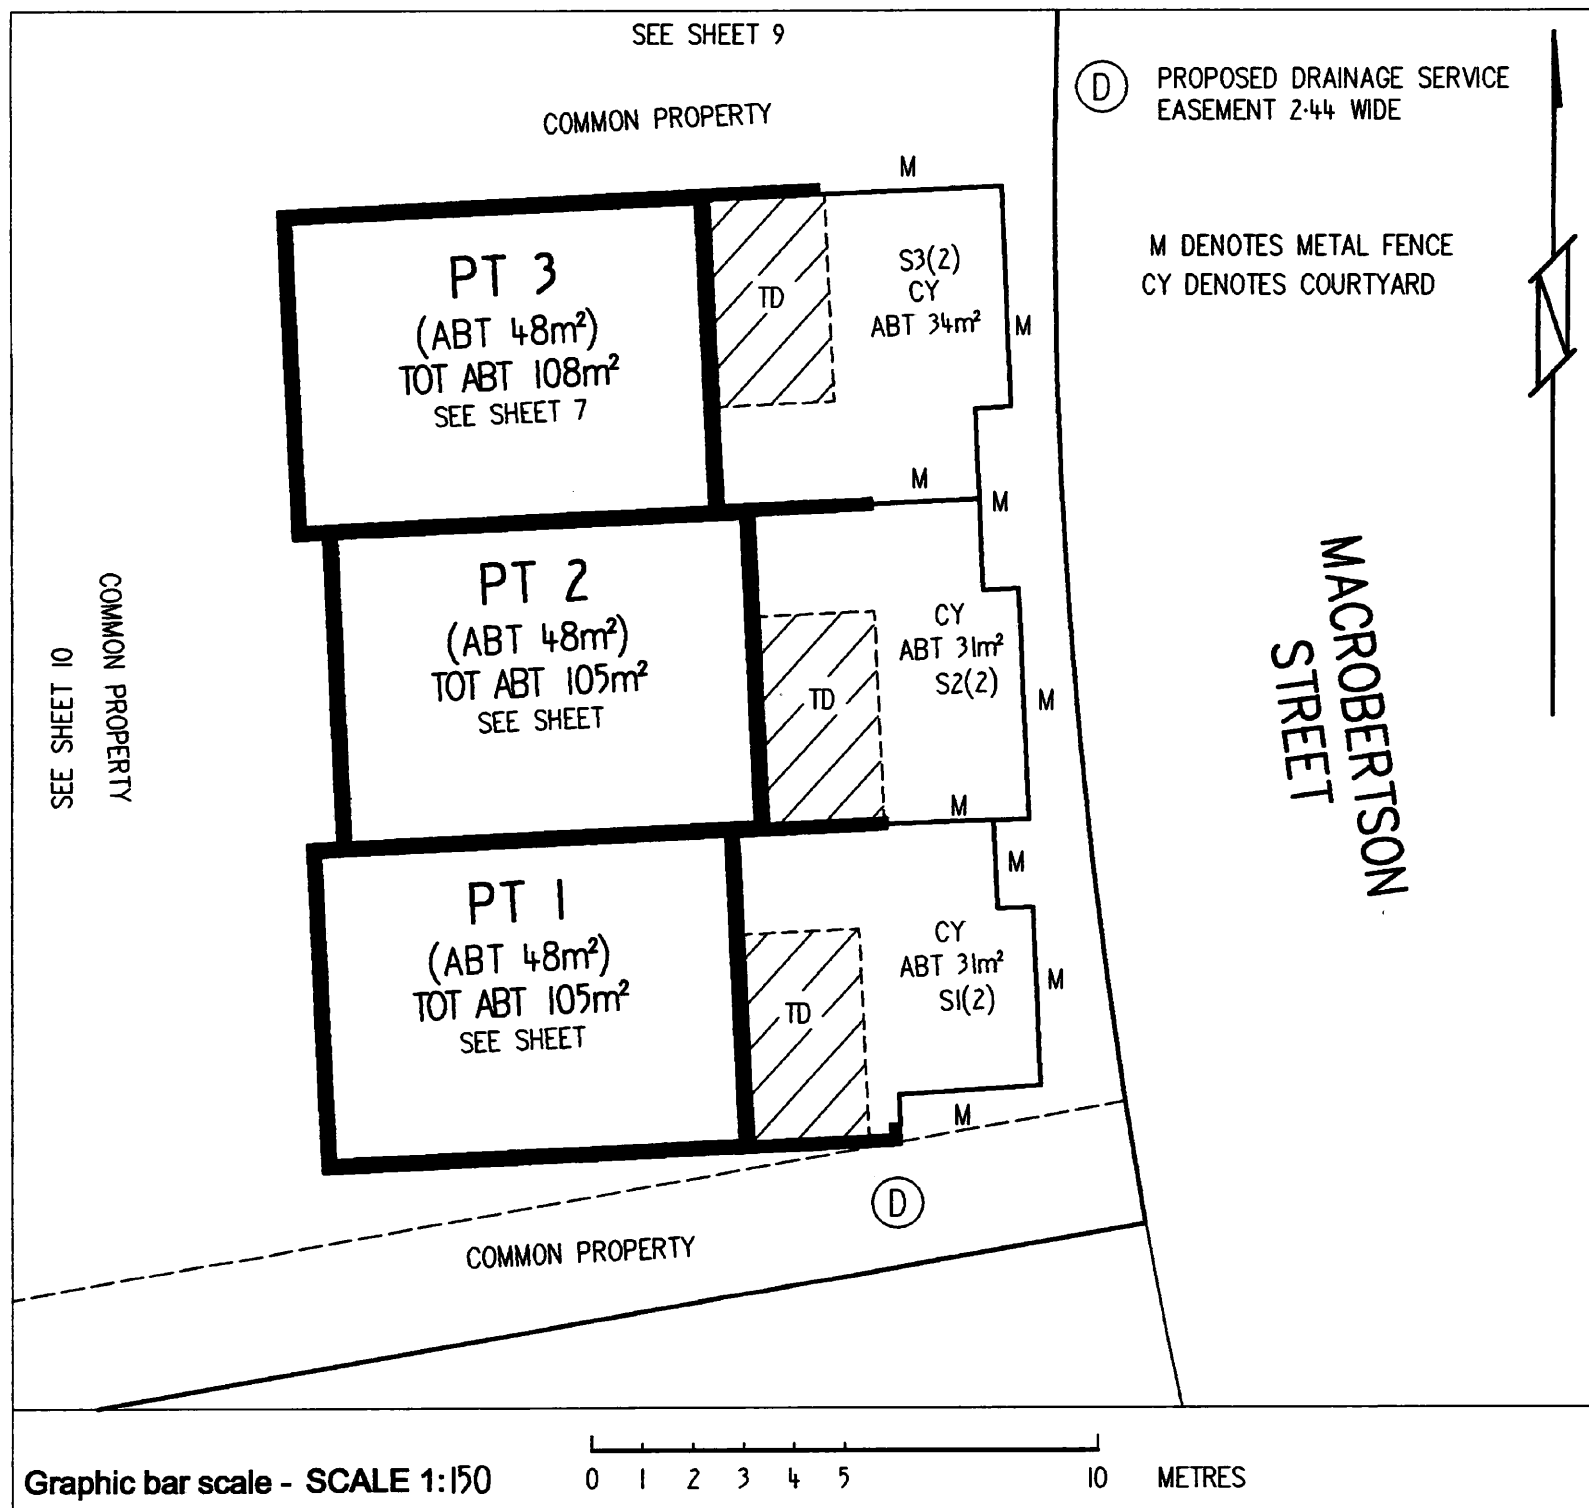 SEE SHEET 9
COMMON PROPERTY
D PROPOSED DRAINAGE SERVICE
EASEMENT 2·44 WIDE
M DENOTES METAL FENCE
CY DENOTES COURTYARD
M
PT 3
(ABT 48m²)
TOT ABT 108m²
SEE SHEET 7
TD
S3(2)
CY
ABT 34m²
M
M
M
PT 2
(ABT 48m²)
TOT ABT 105m²
SEE SHEET
TD
CY
ABT 31m²
S2(2)
M
M
M
PT 1
(ABT 48m²)
TOT ABT 105m²
SEE SHEET
TD
CY
ABT 31m²
S1(2)
M
M
SEE SHEET 10
COMMON PROPERTY
MACROBERTSON
STREET
D
COMMON PROPERTY
Graphic bar scale - SCALE 1:150
0 1 2 3 4 5 10 METRES